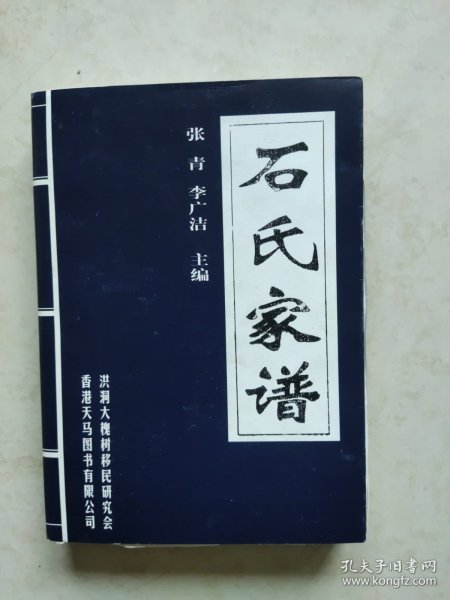 石氏家谱
张青 李广洁 主编
洪洞大槐树移民研究会
香港天马图书有限公司
孔夫子旧书网
www.kongfz.com